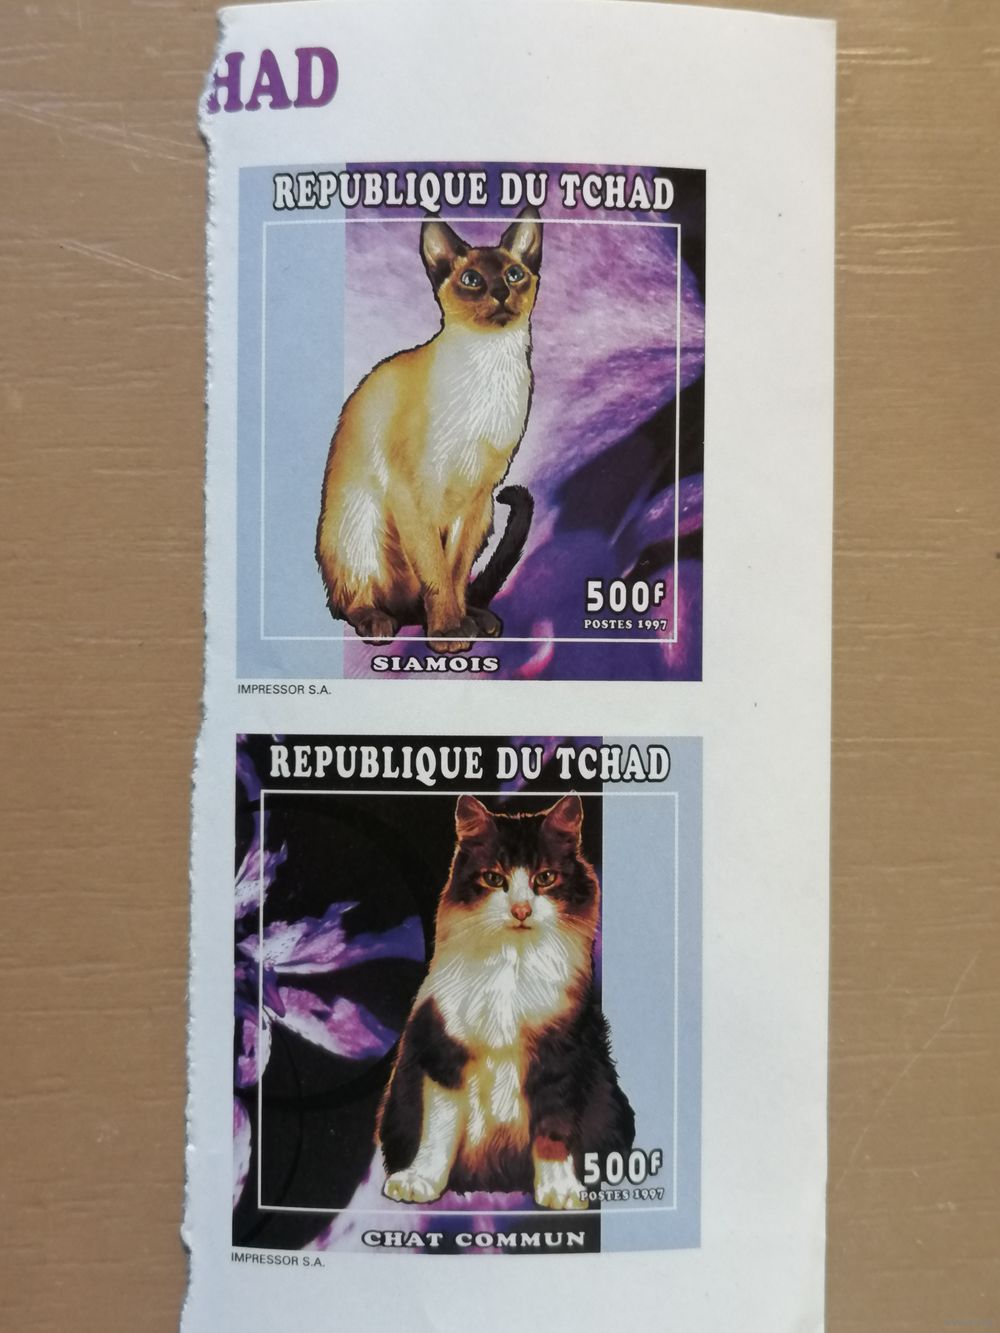 HAD
REPUBLIQUE DU TCHAD
500F
POSTES 1997
SIAMOIS
IMPRESSOR S.A.
REPUBLIQUE DU TCHAD
500F
POSTES 1997
CHAT COMMUN
IMPRESSOR S.A.